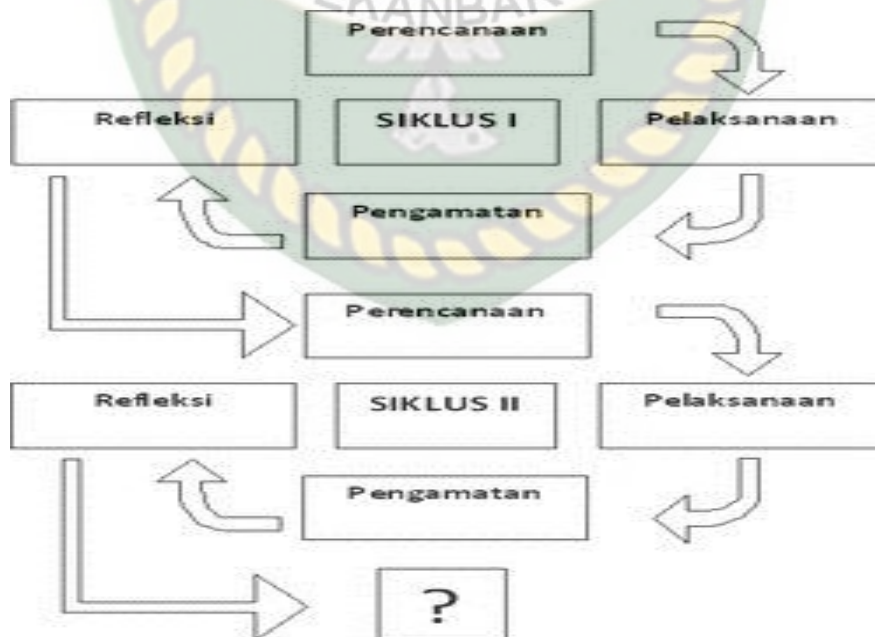 Perencanaan
Refleksi
SIKLUS I
Pelaksanaan
Pengamatan
Perencanaan
Refleksi
SIKLUS II
Pelaksanaan
Pengamatan
?